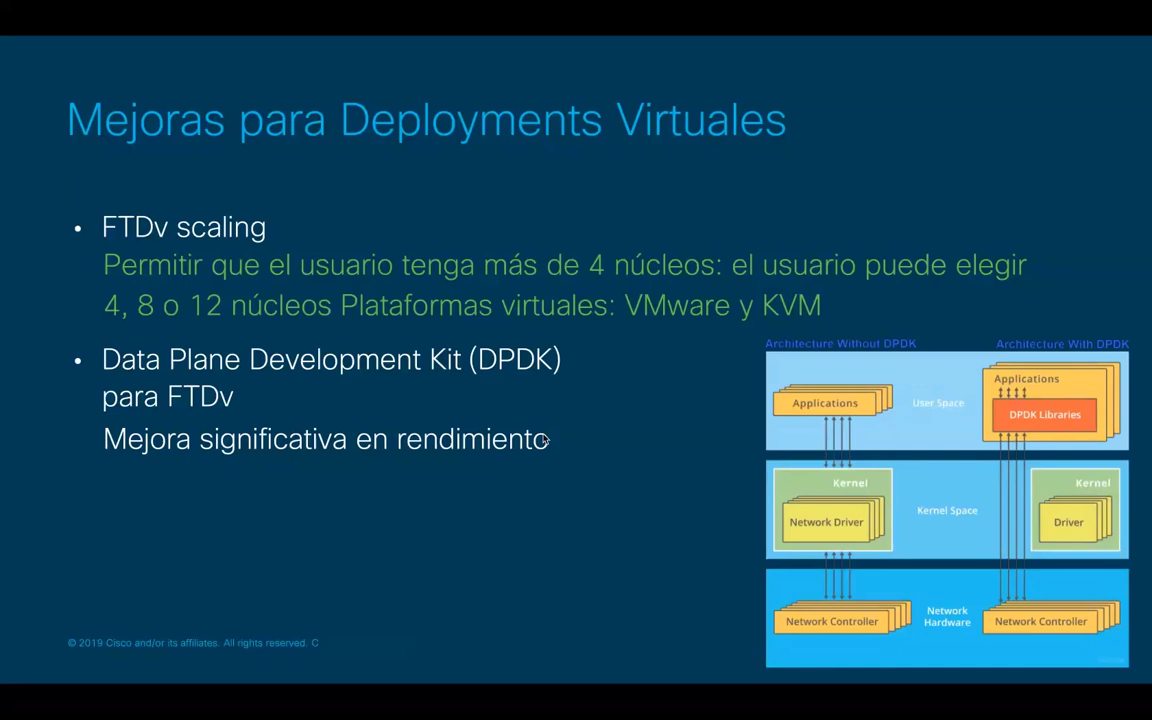 Mejoras para Deployments Virtuales
• FTDv scaling
Permitir que el usuario tenga más de 4 núcleos: el usuario puede elegir
4, 8 o 12 núcleos Plataformas virtuales: VMware y KVM
• Data Plane Development Kit (DPDK)
para FTDv
Mejora significativa en rendimiento
Architecture Without DPDK
Architecture With DPDK
Applications
User Space
Applications
DPDK Libraries
Kernel
Network Driver
Kernel Space
Kernel
Driver
Network Controller
Network
Hardware
Network Controller
© 2019 Cisco and/or its affiliates. All rights reserved. C